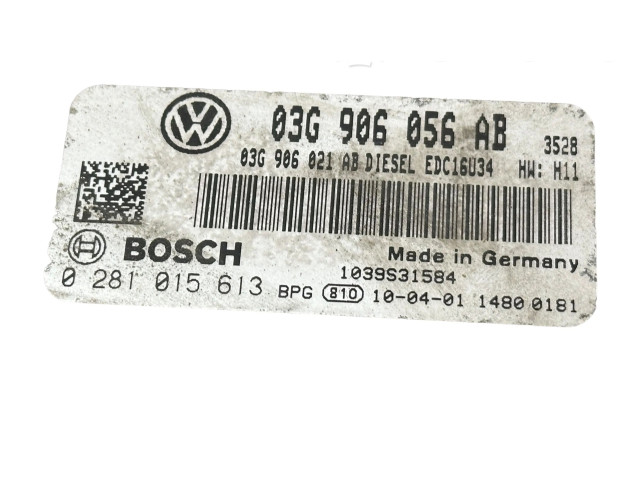 03G 906 056 AB 3528
03G 906 021 AB DIESEL EDC16U34 HW: H11
BOSCH Made in Germany
1039S31584
0 281 015 613 BPG 810 10-04-01 1480 0181